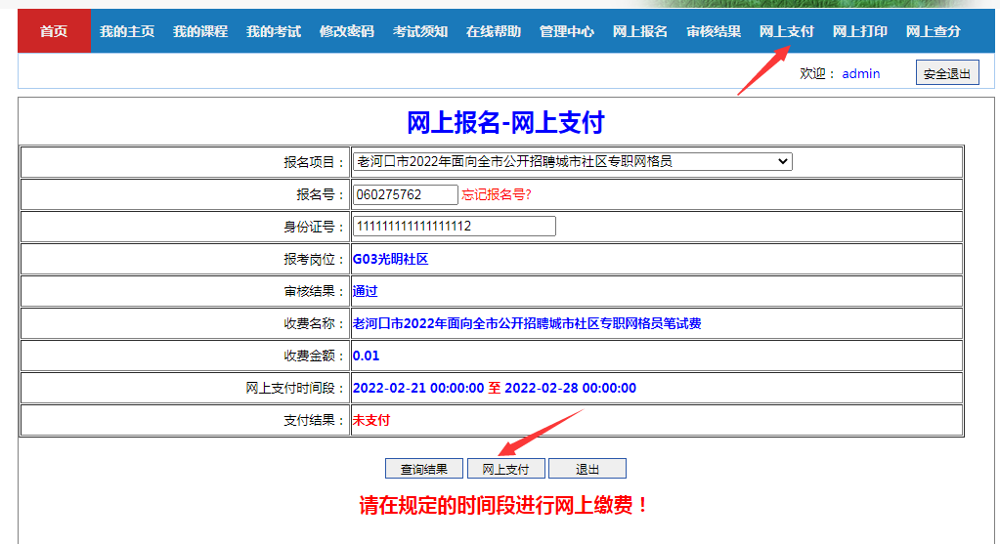 首页 我的主页 我的课程 我的考试 修改密码 考试须知 在线帮助 管理中心 网上报名 审核结果 网上支付 网上打印 网上查分
欢迎： admin 安全退出
网上报名-网上支付
报名项目： 老河口市2022年面向全市公开招聘城市社区专职网格员
报名号： 060275762 忘记报名号?
身份证号： 111111111111111112
报考岗位： G03光明社区
审核结果： 通过
收费名称： 老河口市2022年面向全市公开招聘城市社区专职网格员笔试费
收费金额： 0.01
网上支付时间段： 2022-02-21 00:00:00 至 2022-02-28 00:00:00
支付结果： 未支付
查询结果 网上支付 退出
请在规定的时间段进行网上缴费！